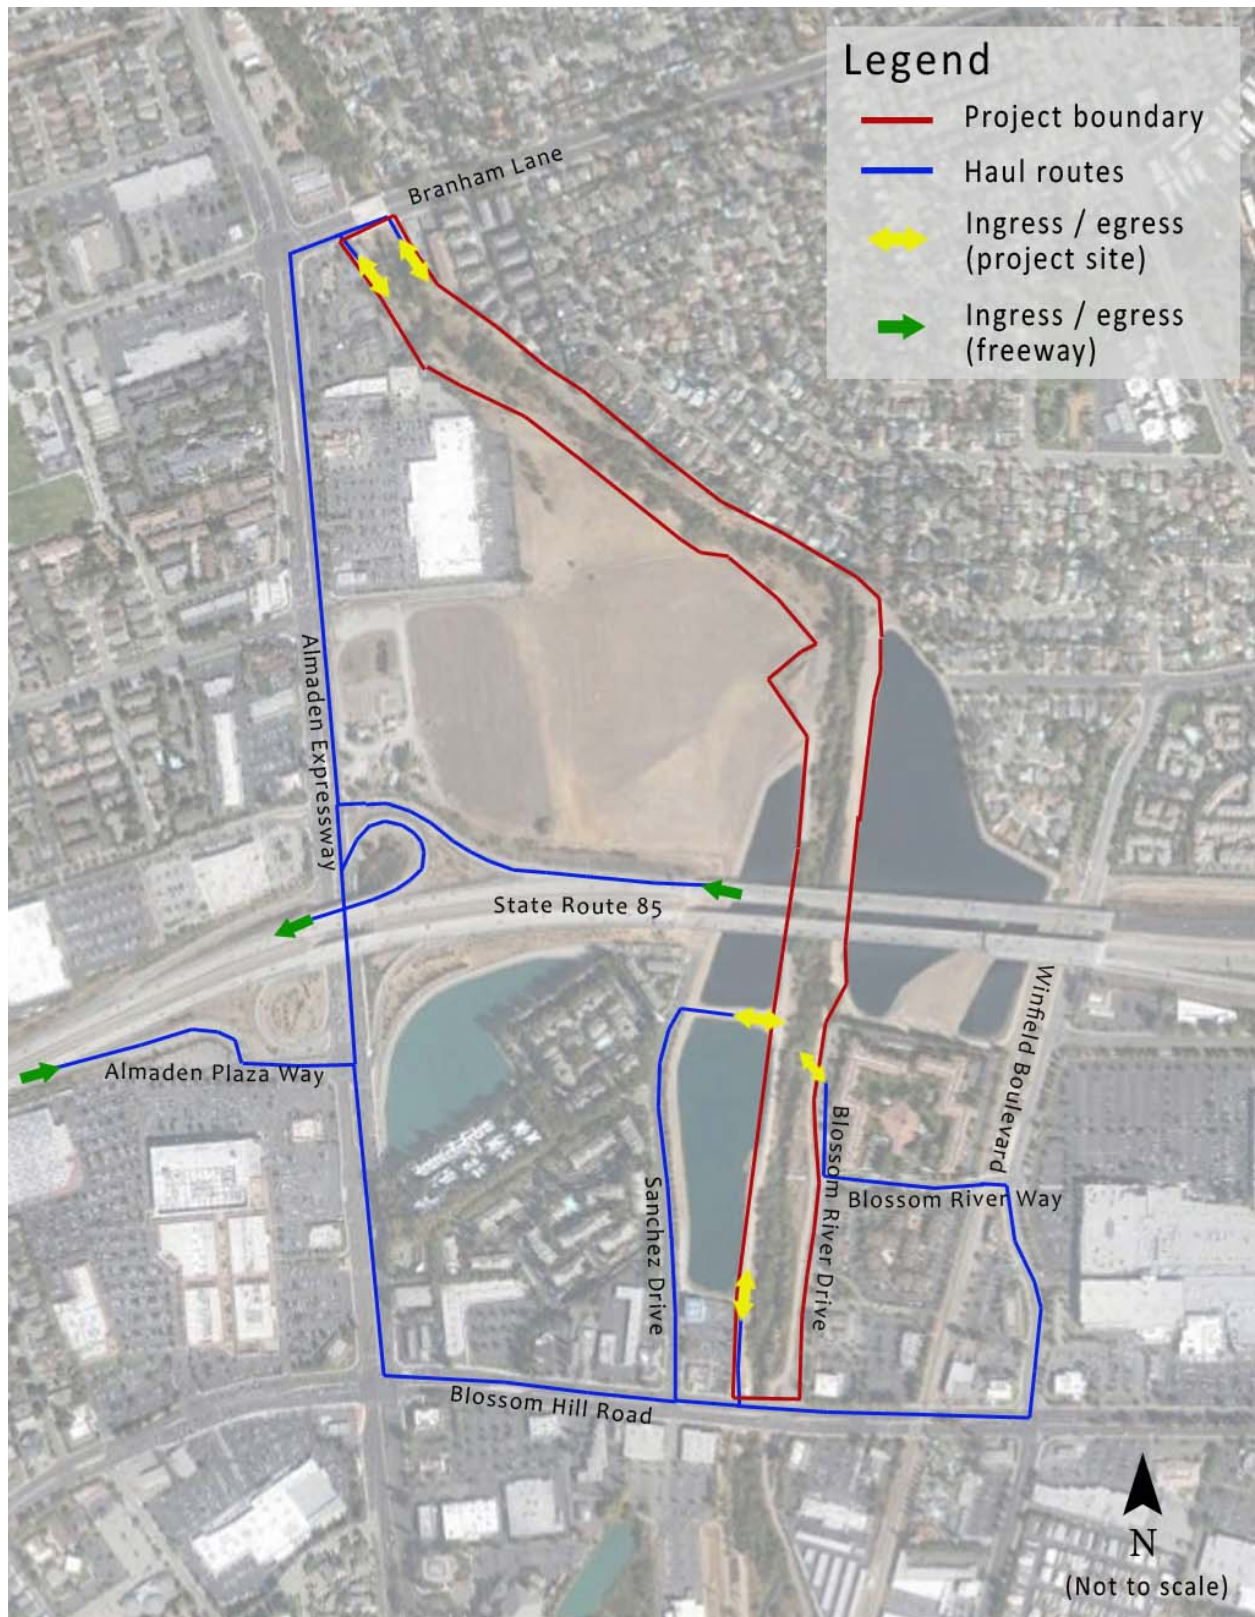 Legend
Project boundary
Haul routes
Ingress / egress
(project site)
Ingress / egress
(freeway)
Branham Lane
Almaden Expressway
State Route 85
Almaden Plaza Way
Winfield Boulevard
Blossom River Drive
Blossom River Way
Sanchez Drive
Blossom Hill Road
N
(Not to scale)